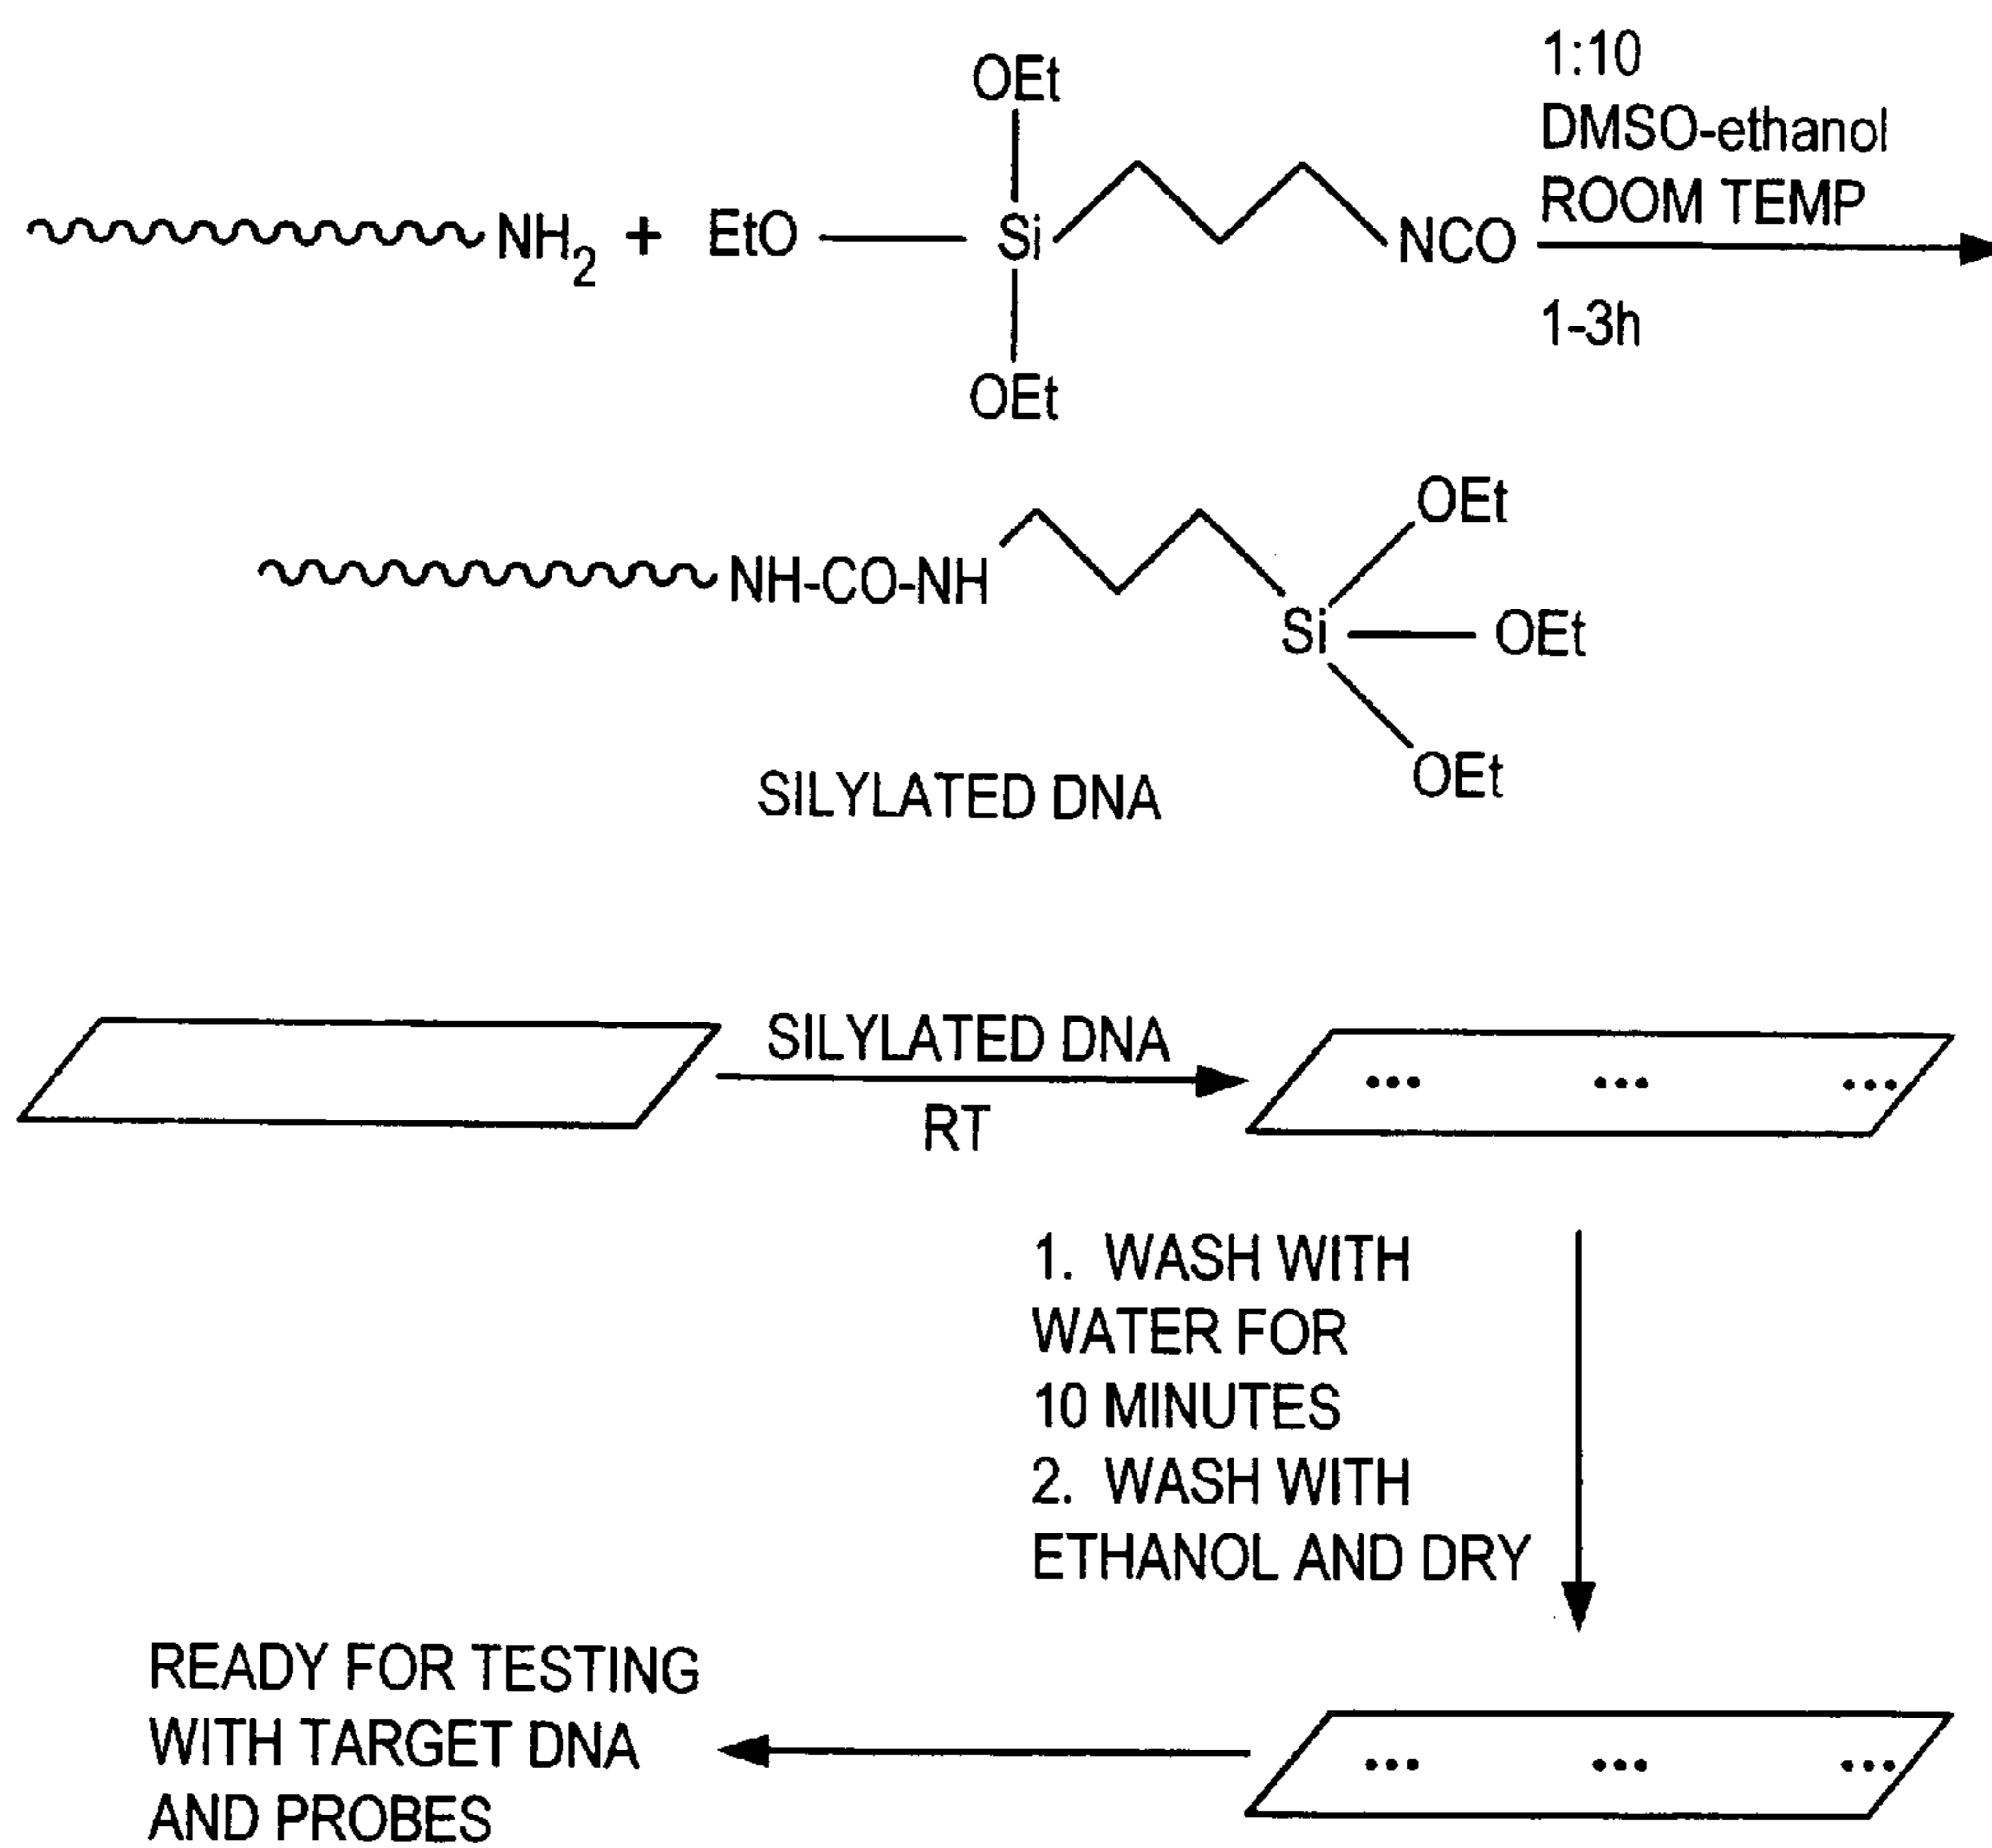 OEt
1:10
DMSO-ethanol
ROOM TEMP
NH2 + EtO Si NCO
1-3h
OEt
OEt
NH-CO-NH
Si OEt
OEt
SILYLATED DNA
SILYLATED DNA
RT
1. WASH WITH
WATER FOR
10 MINUTES
2. WASH WITH
ETHANOL AND DRY
READY FOR TESTING
WITH TARGET DNA
AND PROBES